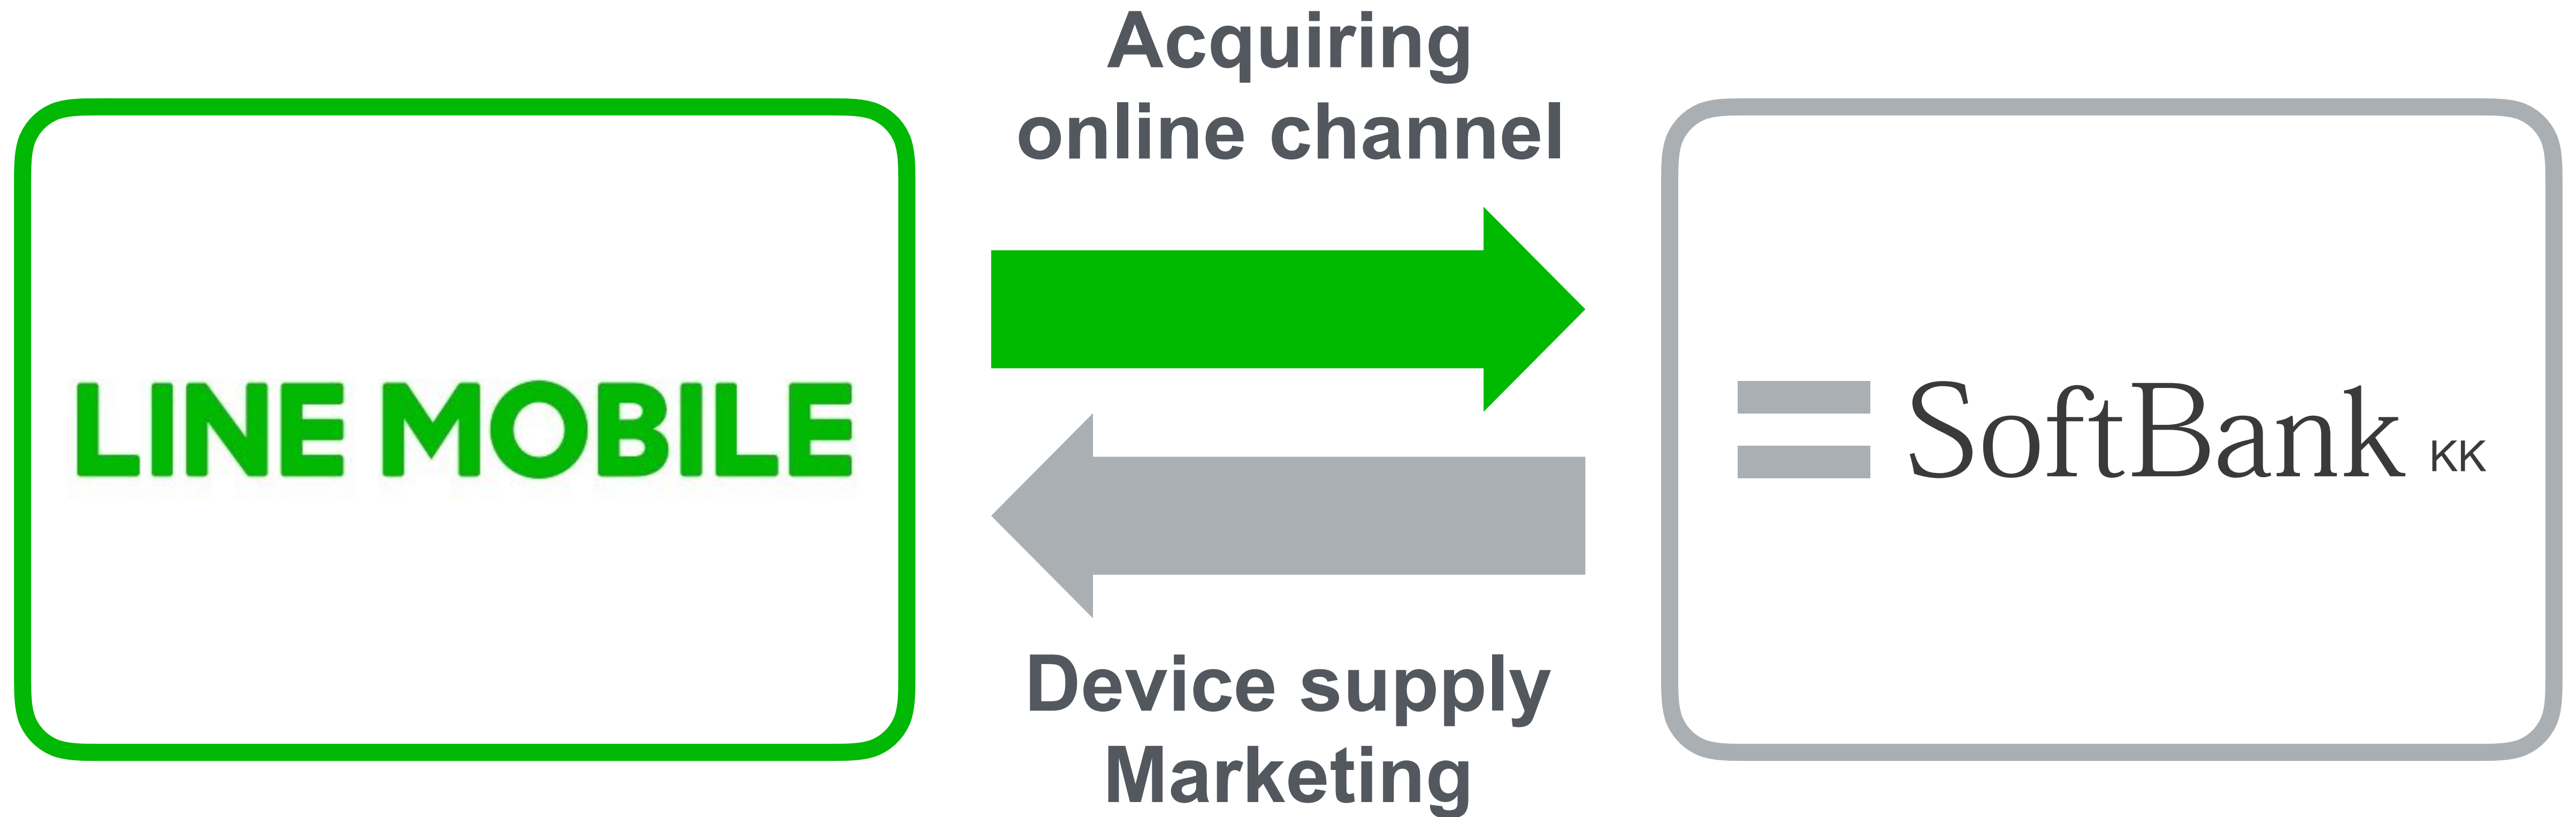 Acquiring
online channel
LINE MOBILE
SoftBank KK
Device supply
Marketing